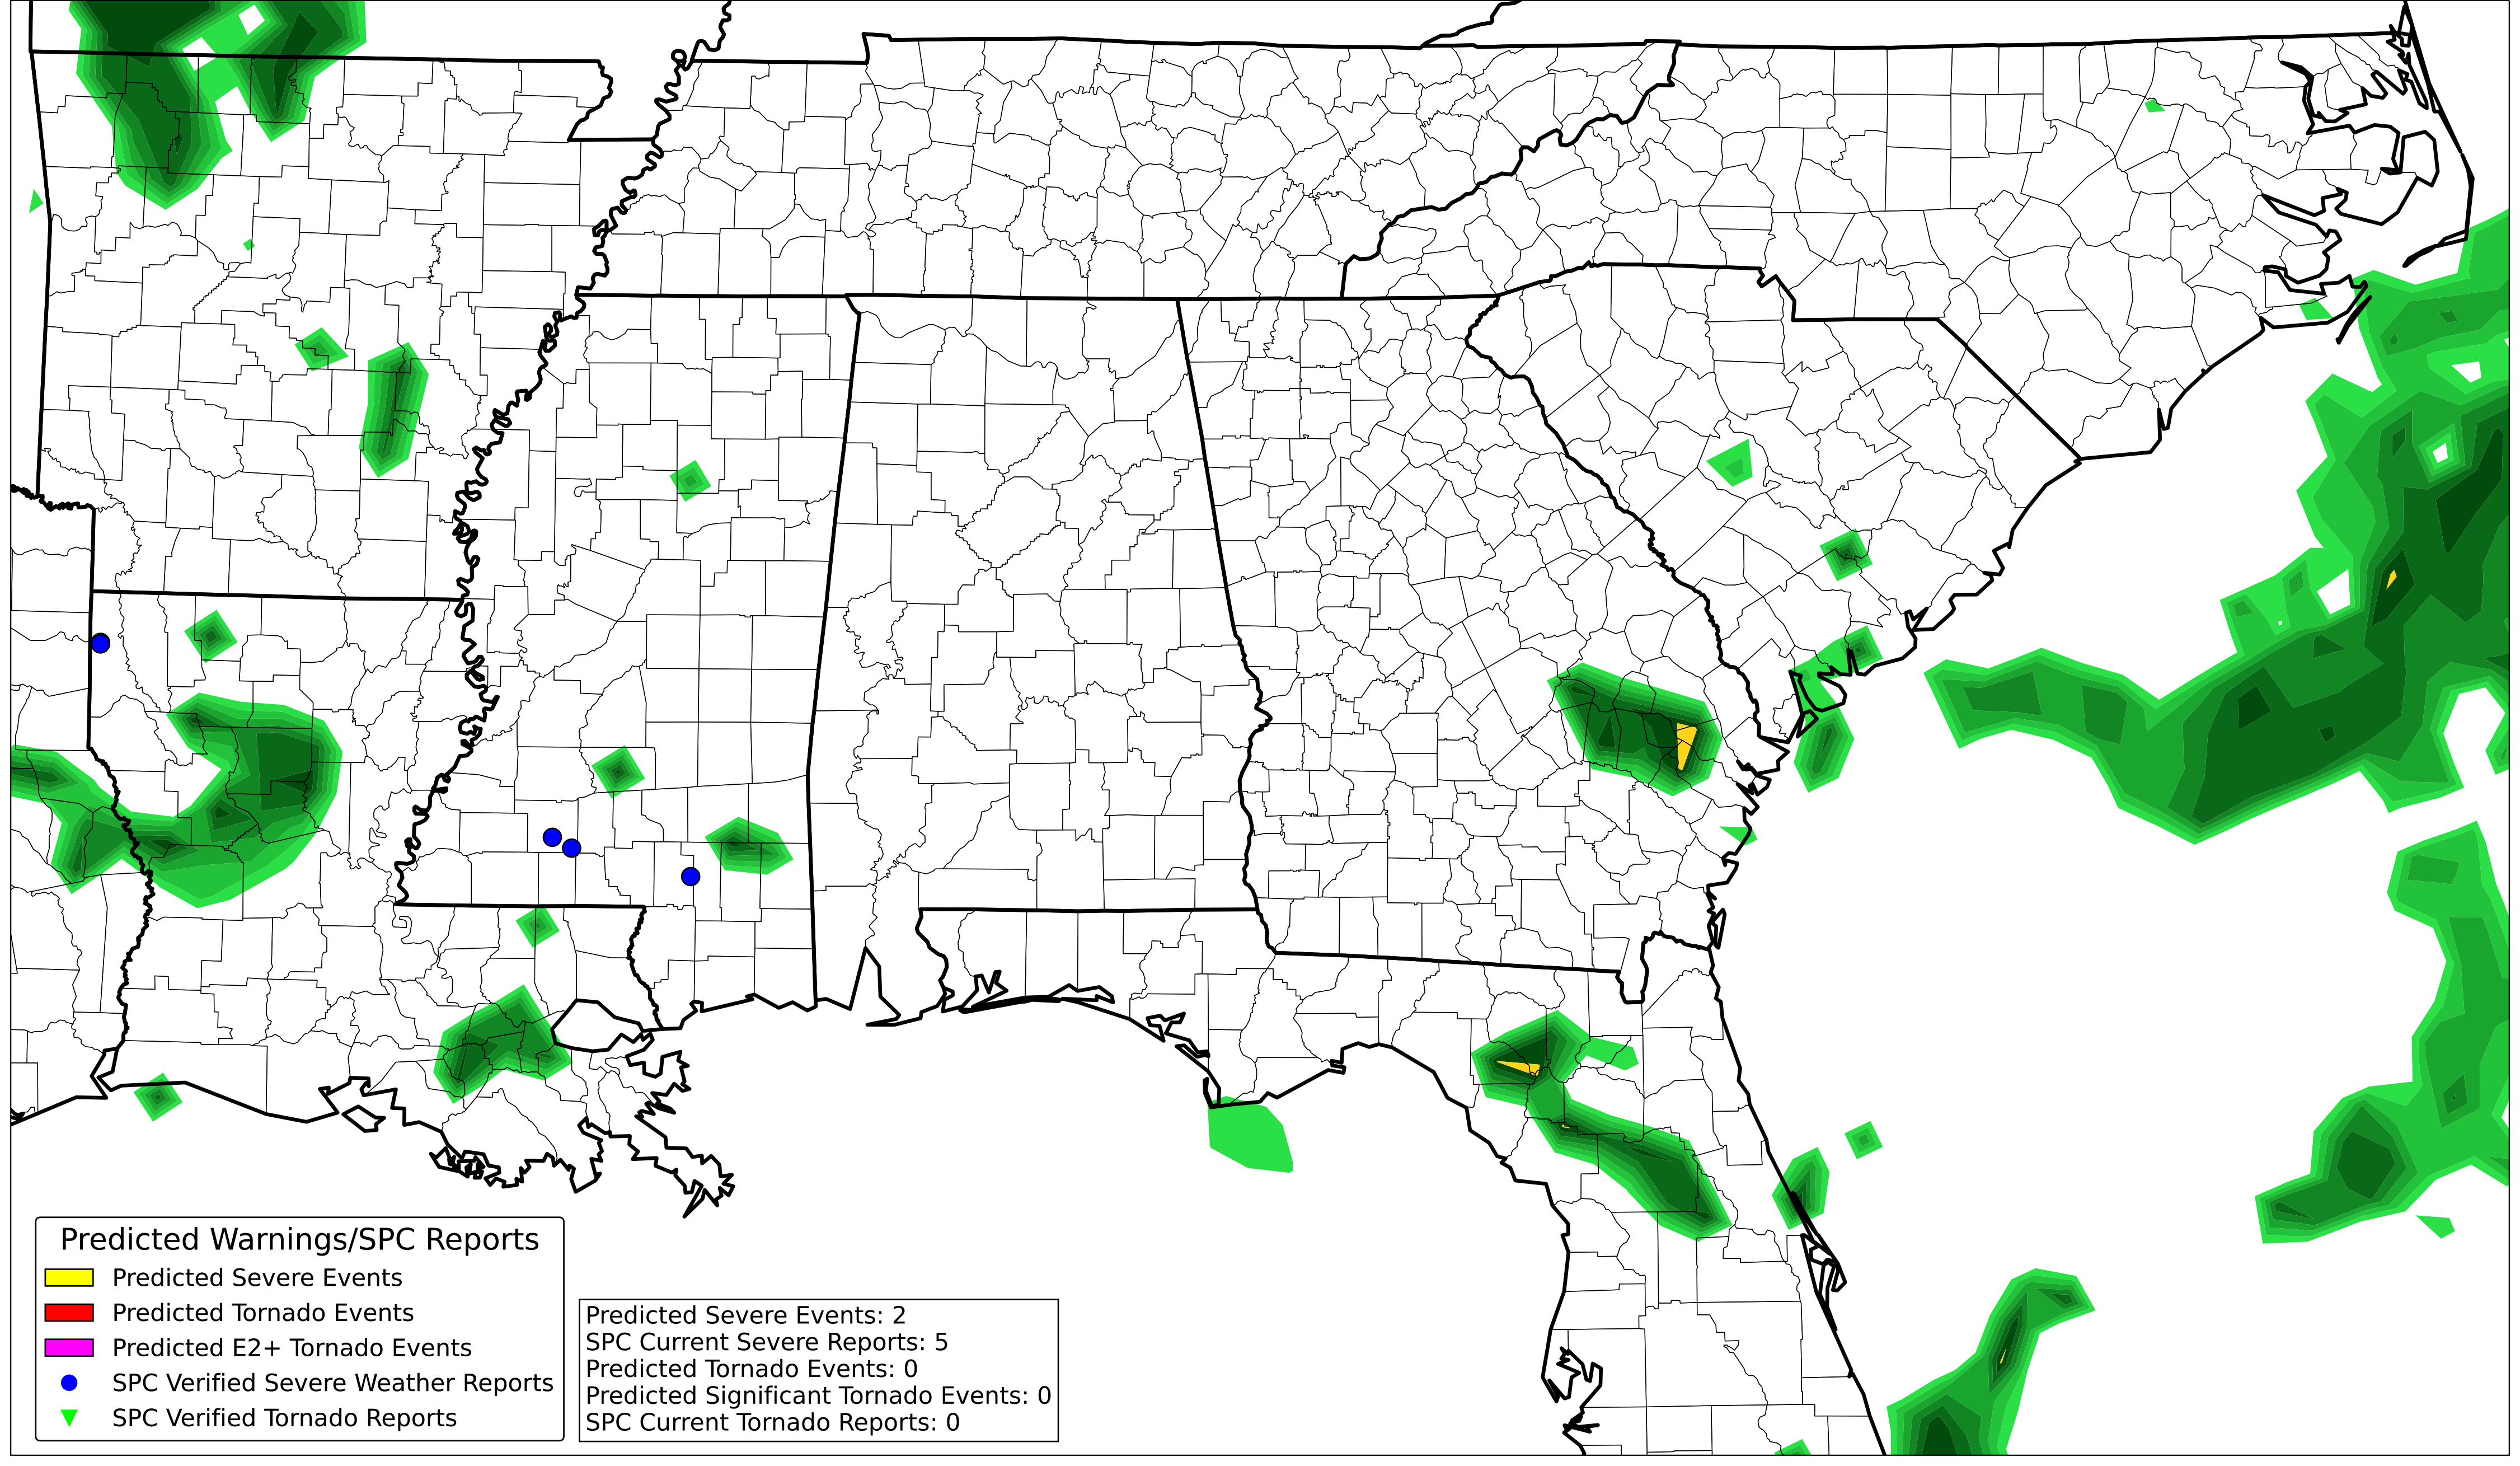 Predicted Warnings/SPC Reports
Predicted Severe Events
Predicted Tornado Events
Predicted E2+ Tornado Events
SPC Verified Severe Weather Reports
SPC Verified Tornado Reports
Predicted Severe Events: 2
SPC Current Severe Reports: 5
Predicted Tornado Events: 0
Predicted Significant Tornado Events: 0
SPC Current Tornado Reports: 0